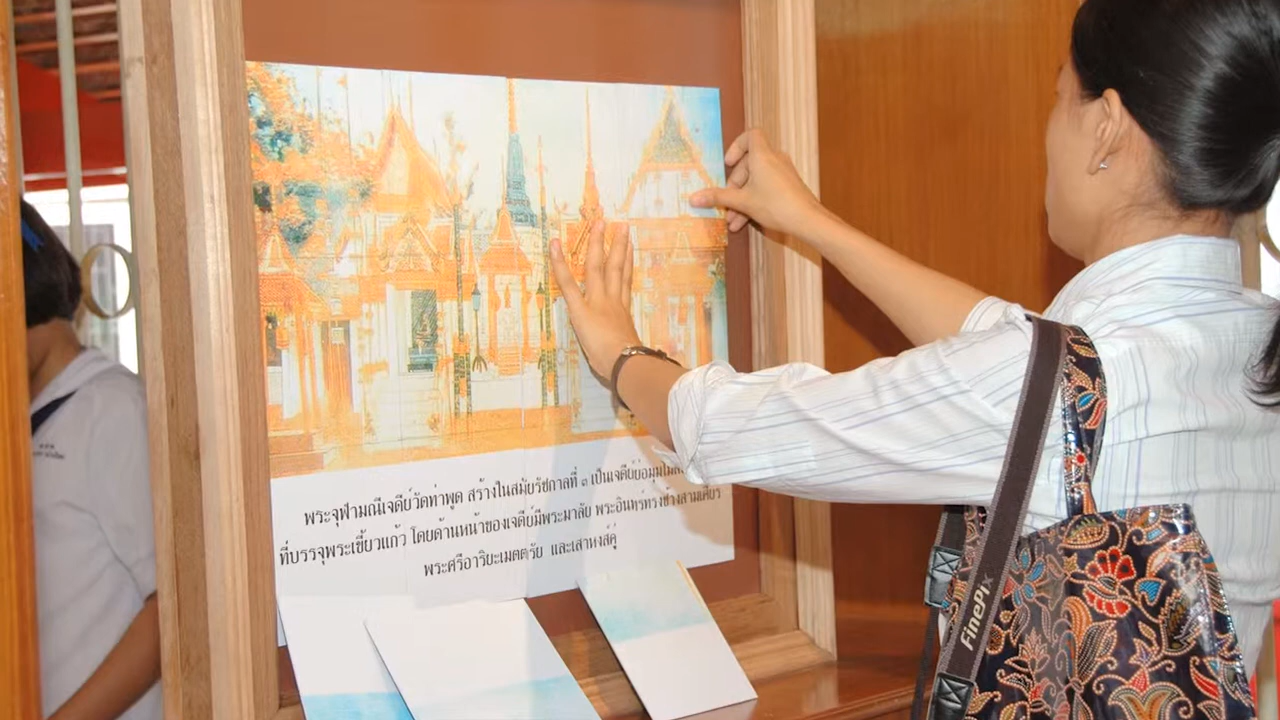 พระจุฬามณีเจดีย์วัดท่าพูด สร้างในสมัยรัชกาลที่ ๓ เป็นเจดีย์ย่อมุมไม้
ที่บรรจุพระเขี้ยวแก้ว โดยด้านหน้าของเจดีย์มีพระมาลัย พระอินทร์ทรงช้างสามเศียร
พระศรีอาริยะเมตตรัย และเสาหงส์คู่
FinePix